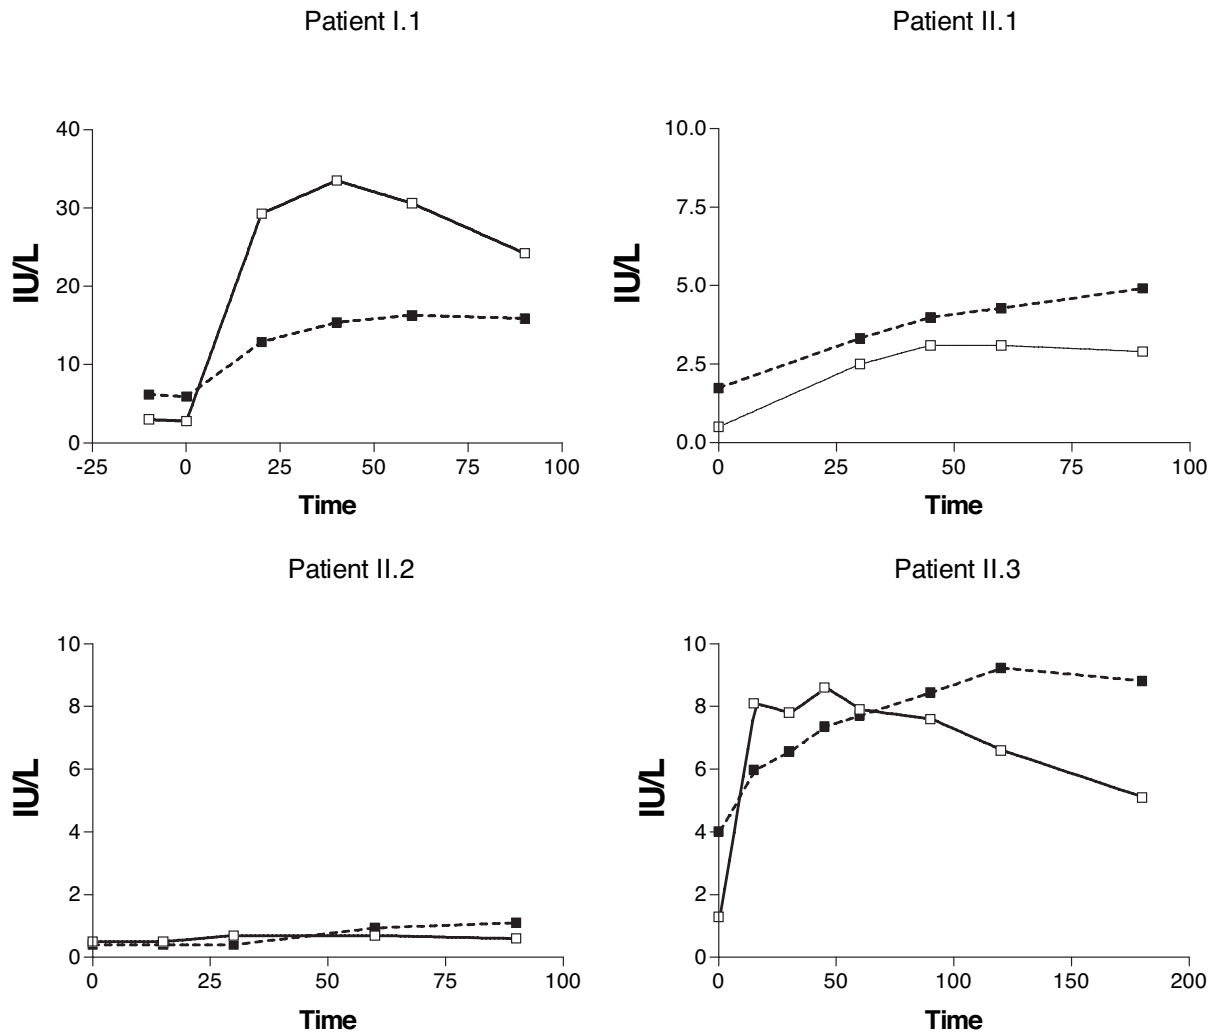 Patient I.1
40
30
20
10
0
-25 0 25 50 75 100
IU/L
Time
Patient II.1
10.0
7.5
5.0
2.5
0.0
0 25 50 75 100
IU/L
Time
Patient II.2
10
8
6
4
2
0
0 25 50 75 100
IU/L
Time
Patient II.3
10
8
6
4
2
0
0 50 100 150 200
IU/L
Time